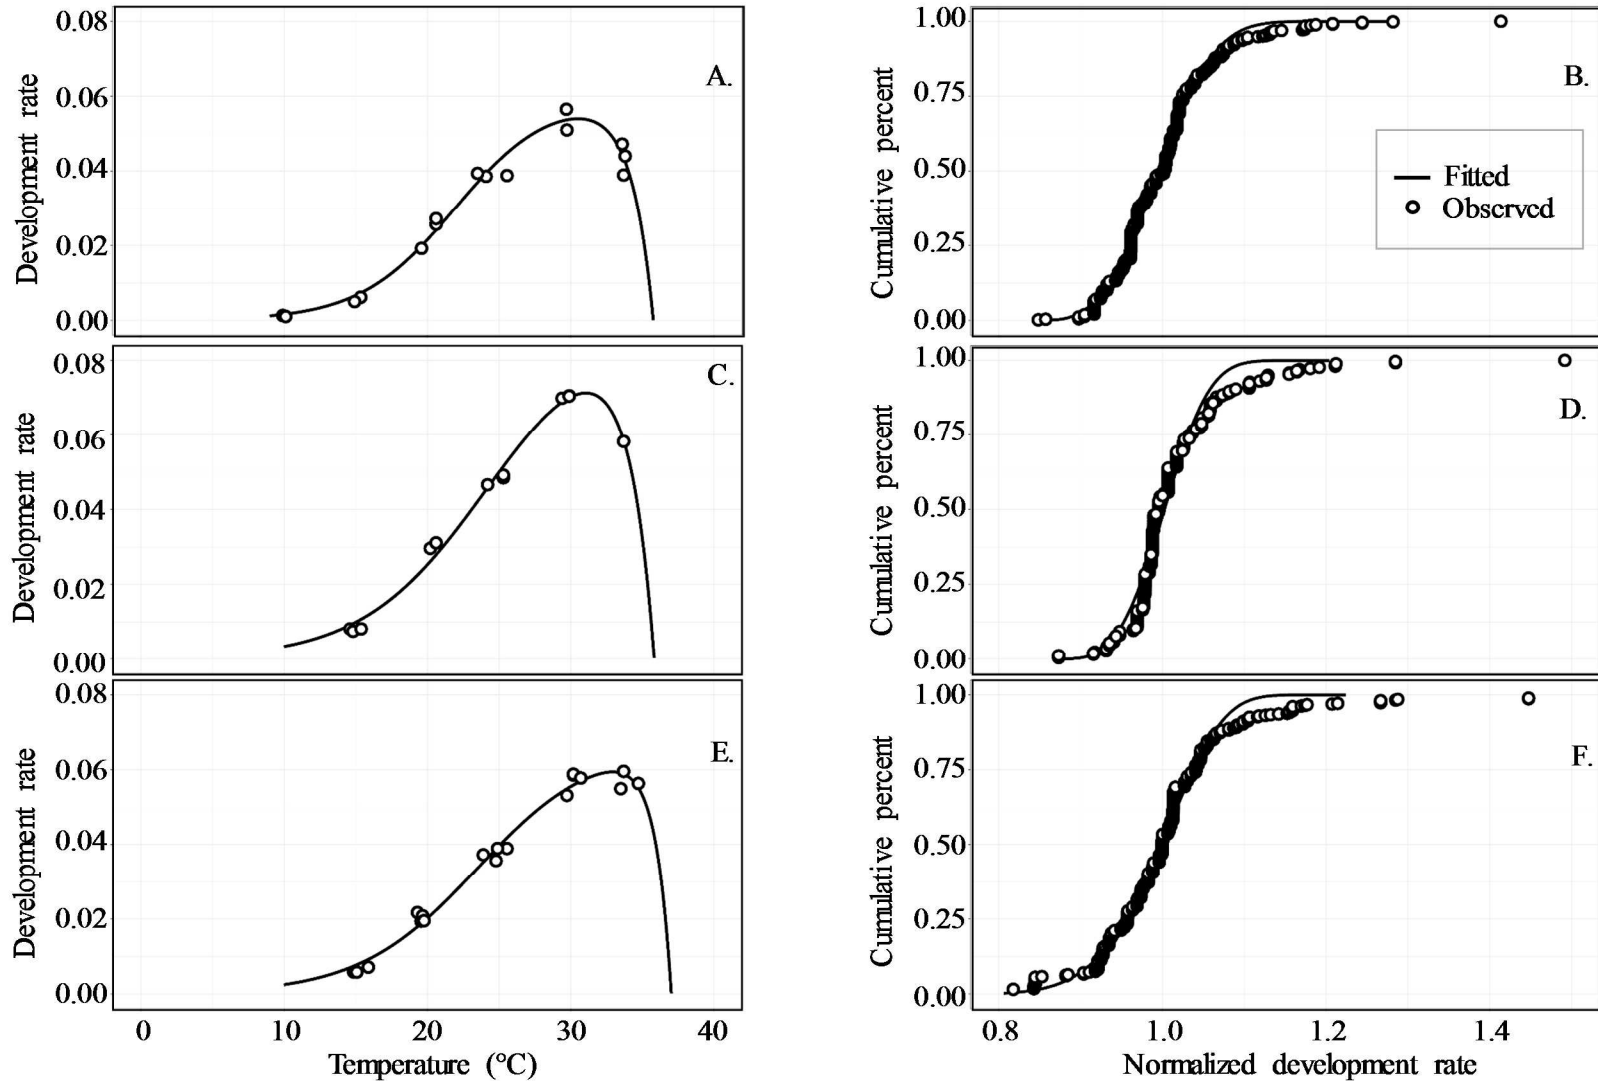 0.08
0.06
0.04
0.02
0.00
Development rate
A.
1.00
0.75
0.50
0.25
0.00
Cumulative percent
B.
Fitted
Observed
0.08
0.06
0.04
0.02
0.00
Development rate
C.
1.00
0.75
0.50
0.25
0.00
Cumulative percent
D.
0.08
0.06
0.04
0.02
0.00
Development rate
E.
0 10 20 30 40
Temperature (°C)
1.00
0.75
0.50
0.25
0.00
Cumulative percent
F.
0.8 1.0 1.2 1.4
Normalized development rate